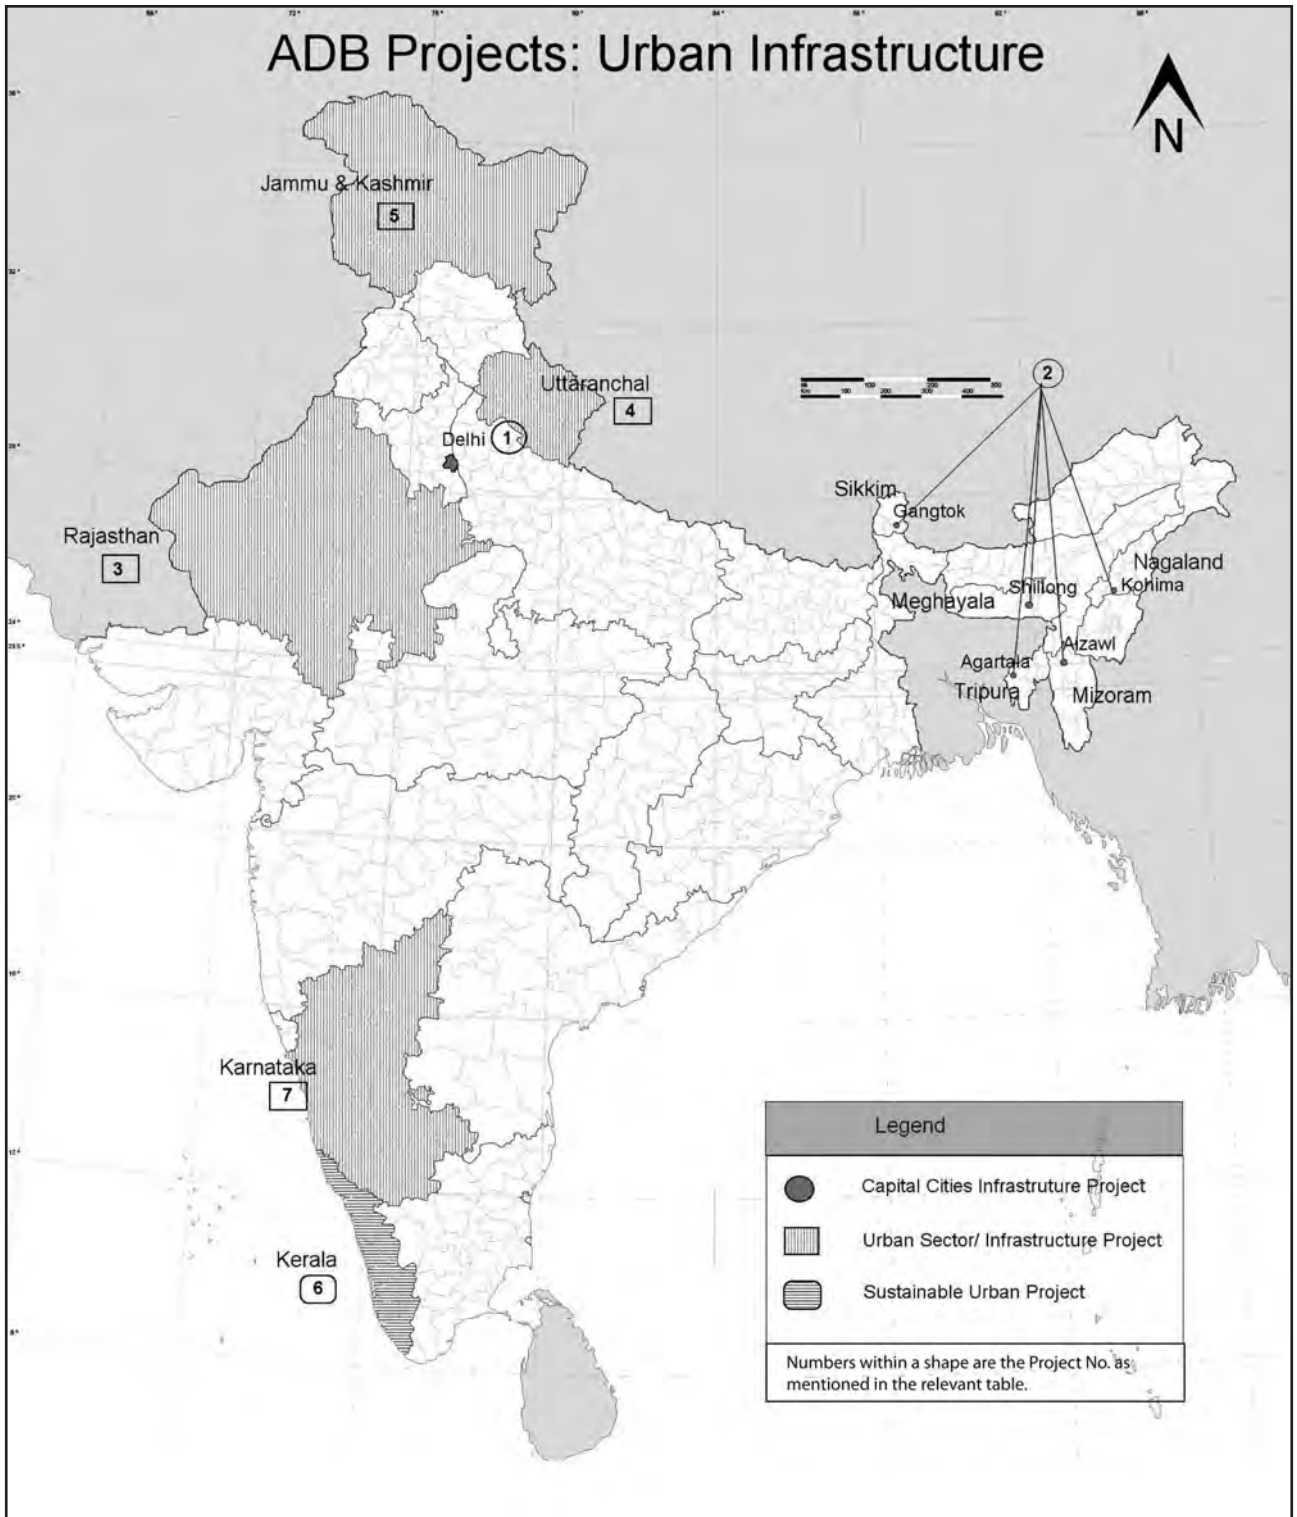 ADB Projects: Urban Infrastructure
N
Jammu & Kashmir
5
Uttaranchal
4
Delhi
1
2
Sikkim
Gangtok
Rajasthan
3
Nagaland
Kohima
Shillong
Meghayala
Aizawl
Agartala
Tripura
Mizoram
Karnataka
7
Kerala
6
Legend
Capital Cities Infrastruture Project
Urban Sector/ Infrastructure Project
Sustainable Urban Project
Numbers within a shape are the Project No. as
mentioned in the relevant table.